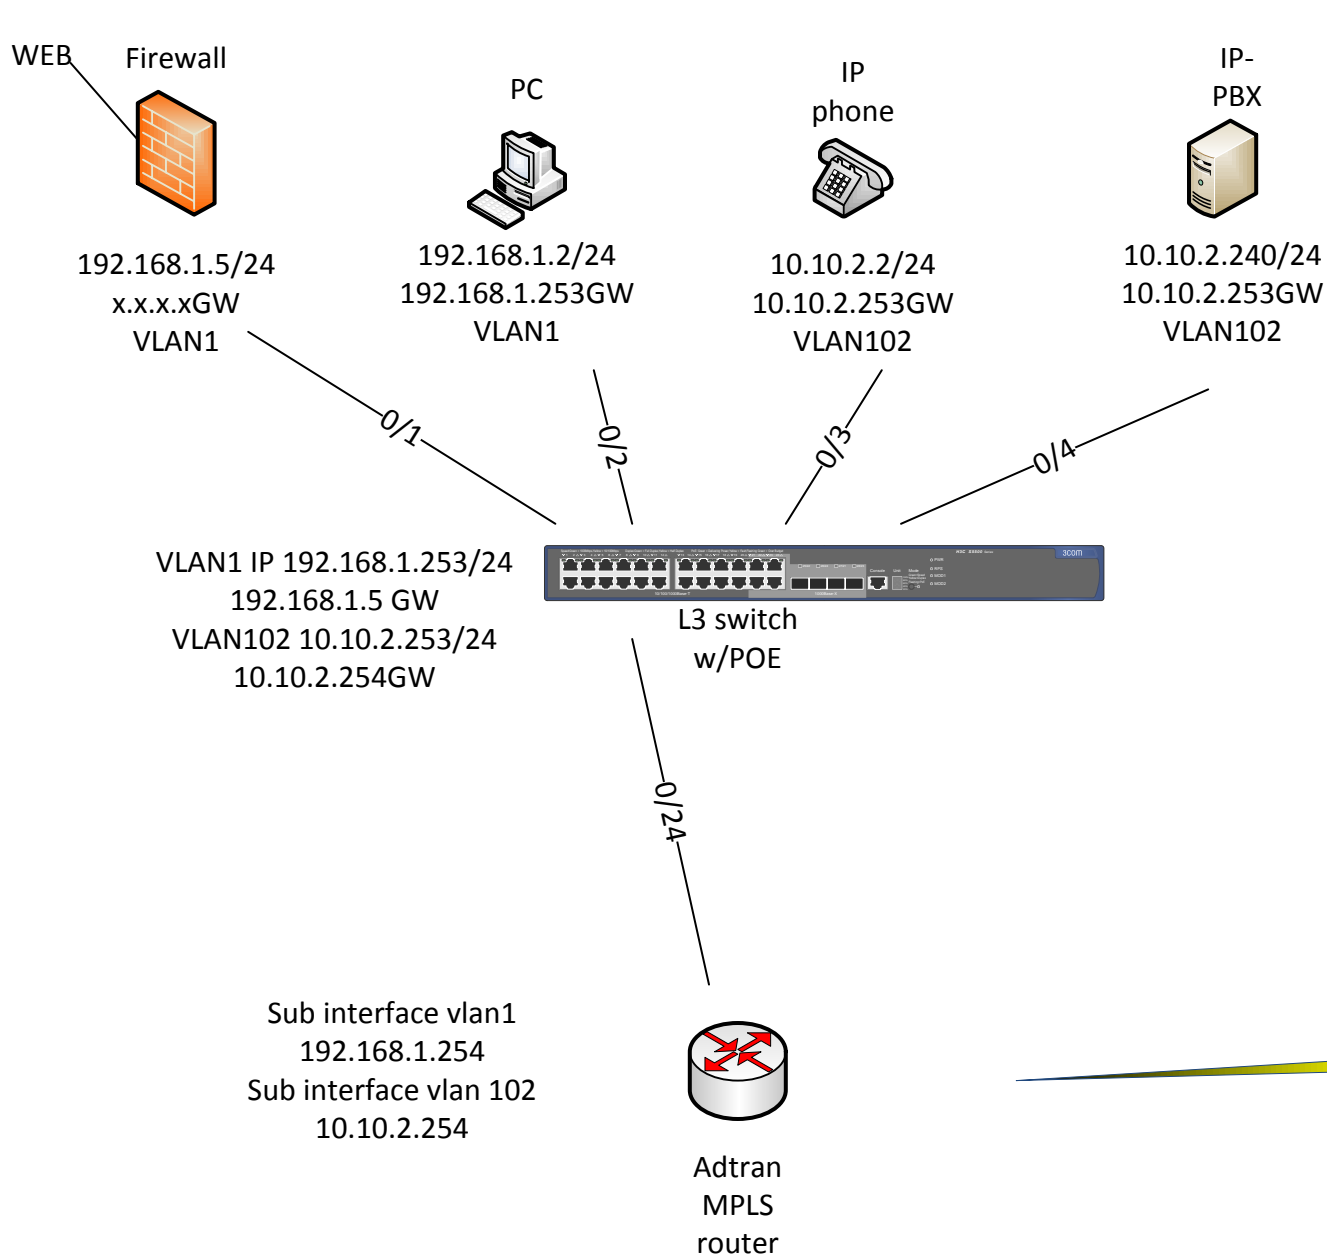 WEB
Firewall
PC
IP
phone
IP-
PBX
192.168.1.5/24
x.x.x.xGW
VLAN1
192.168.1.2/24
192.168.1.253GW
VLAN1
10.10.2.2/24
10.10.2.253GW
VLAN102
10.10.2.240/24
10.10.2.253GW
VLAN102
0/1
0/2
0/3
0/4
VLAN1 IP 192.168.1.253/24
192.168.1.5 GW
VLAN102 10.10.2.253/24
10.10.2.254GW
3COM
Console
Unit
Mode
L3 switch
w/POE
0/24
Sub interface vlan1
192.168.1.254
Sub interface vlan 102
10.10.2.254
Adtran
MPLS
router